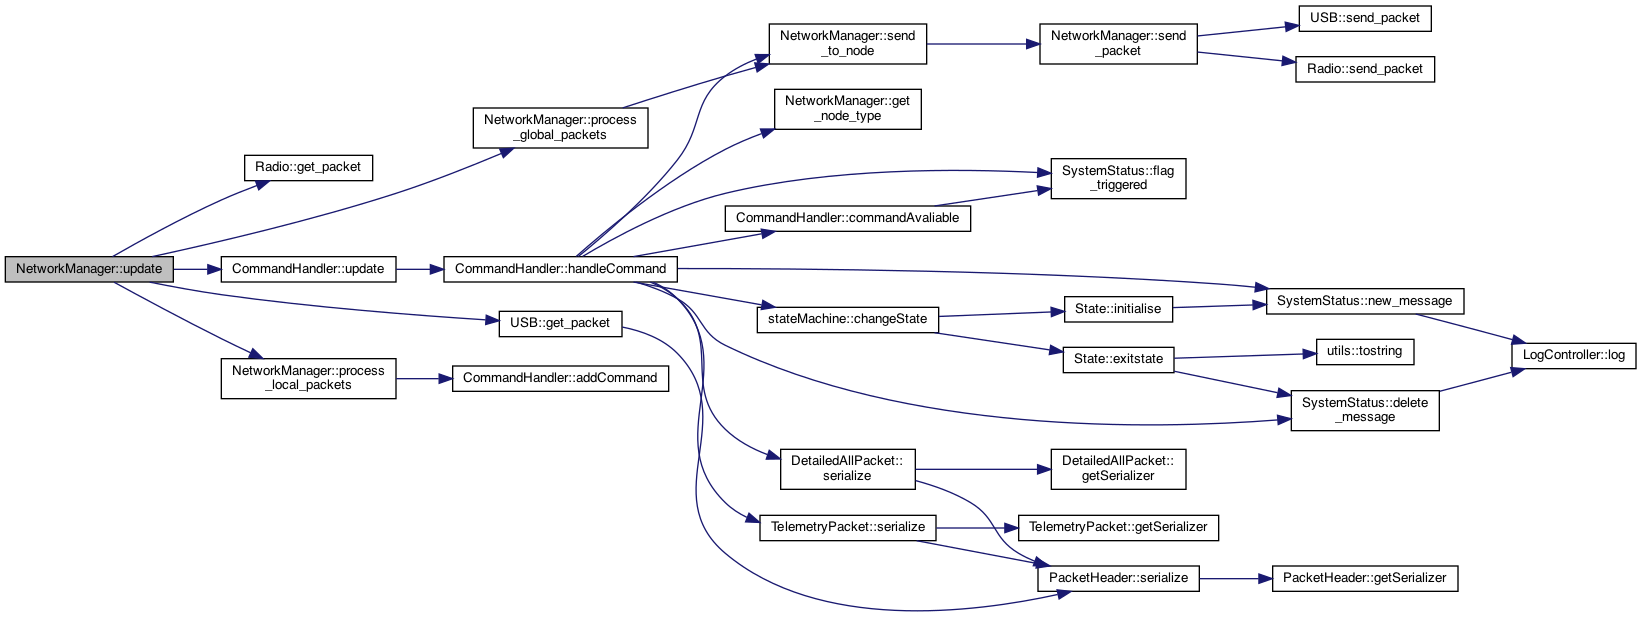 NetworkManager::update
Radio::get_packet
CommandHandler::update
NetworkManager::process
_local_packets
NetworkManager::process
_global_packets
CommandHandler::handleCommand
USB::get_packet
CommandHandler::addCommand
NetworkManager::send
_to_node
NetworkManager::get
_node_type
CommandHandler::commandAvaliable
stateMachine::changeState
DetailedAllPacket::
serialize
TelemetryPacket::serialize
NetworkManager::send
_packet
SystemStatus::flag
_triggered
State::initialise
State::exitstate
DetailedAllPacket::
getSerializer
TelemetryPacket::getSerializer
PacketHeader::serialize
USB::send_packet
Radio::send_packet
SystemStatus::new_message
utils::tostring
SystemStatus::delete
_message
PacketHeader::getSerializer
LogController::log